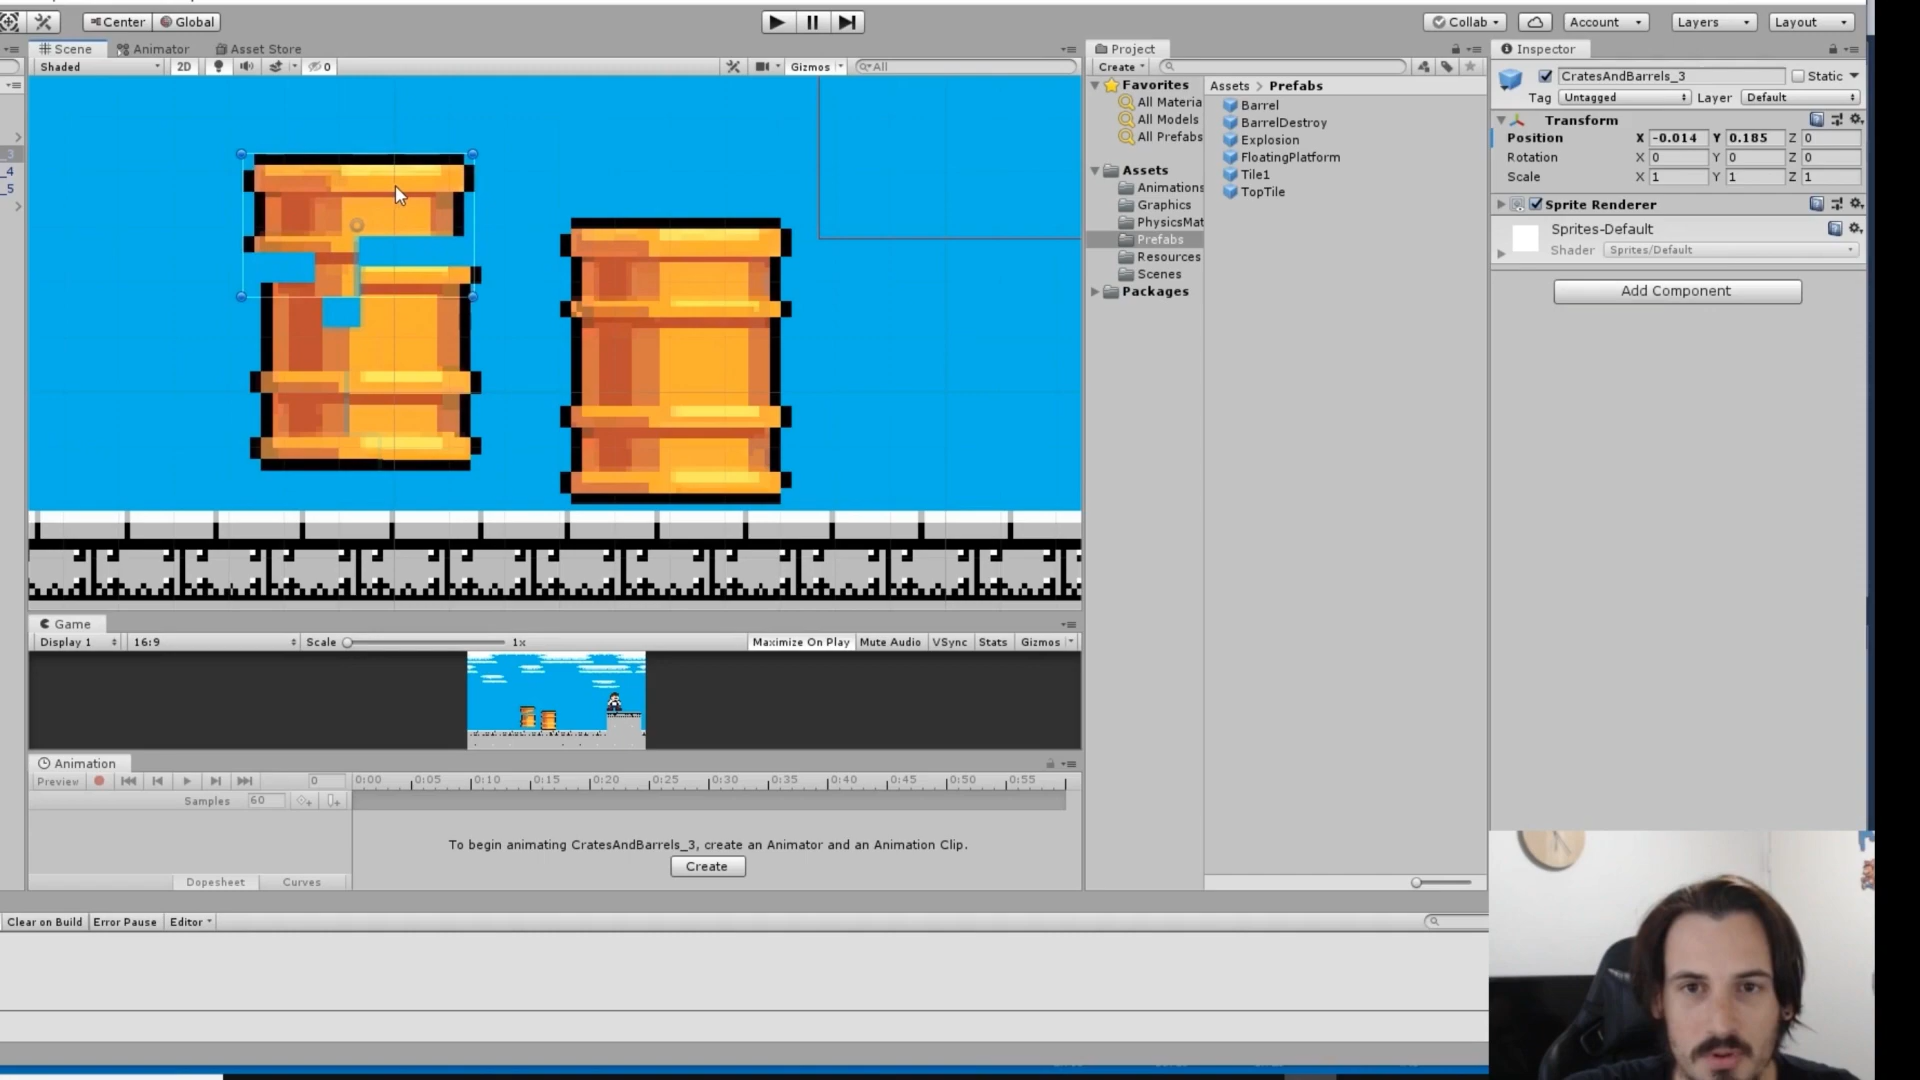 Center Global
Collab Account Layers Layout
Scene Animator Asset Store
Shaded 2D 0 Gizmos All
_3
_4
_5
Game
Display 1 16:9 Scale 1x Maximize On Play Mute Audio VSync Stats Gizmos
Animation
Preview 0 0:00 0:05 0:10 0:15 0:20 0:25 0:30 0:35 0:40 0:45 0:50 0:55
Samples 60
To begin animating CratesAndBarrels_3, create an Animator and an Animation Clip.
Create
Dopesheet Curves
Clear on Build Error Pause Editor
Project
Create
Favorites
All Materia
All Models
All Prefabs
Assets
Animations
Graphics
PhysicsMat
Prefabs
Resources
Scenes
Packages
Assets > Prefabs
Barrel
BarrelDestroy
Explosion
FloatingPlatform
Tile1
TopTile
Inspector
CratesAndBarrels_3 Static
Tag Untagged Layer Default
Transform
Position X -0.014 Y 0.185 Z 0
Rotation X 0 Y 0 Z 0
Scale X 1 Y 1 Z 1
Sprite Renderer
Sprites-Default
Shader Sprites/Default
Add Component